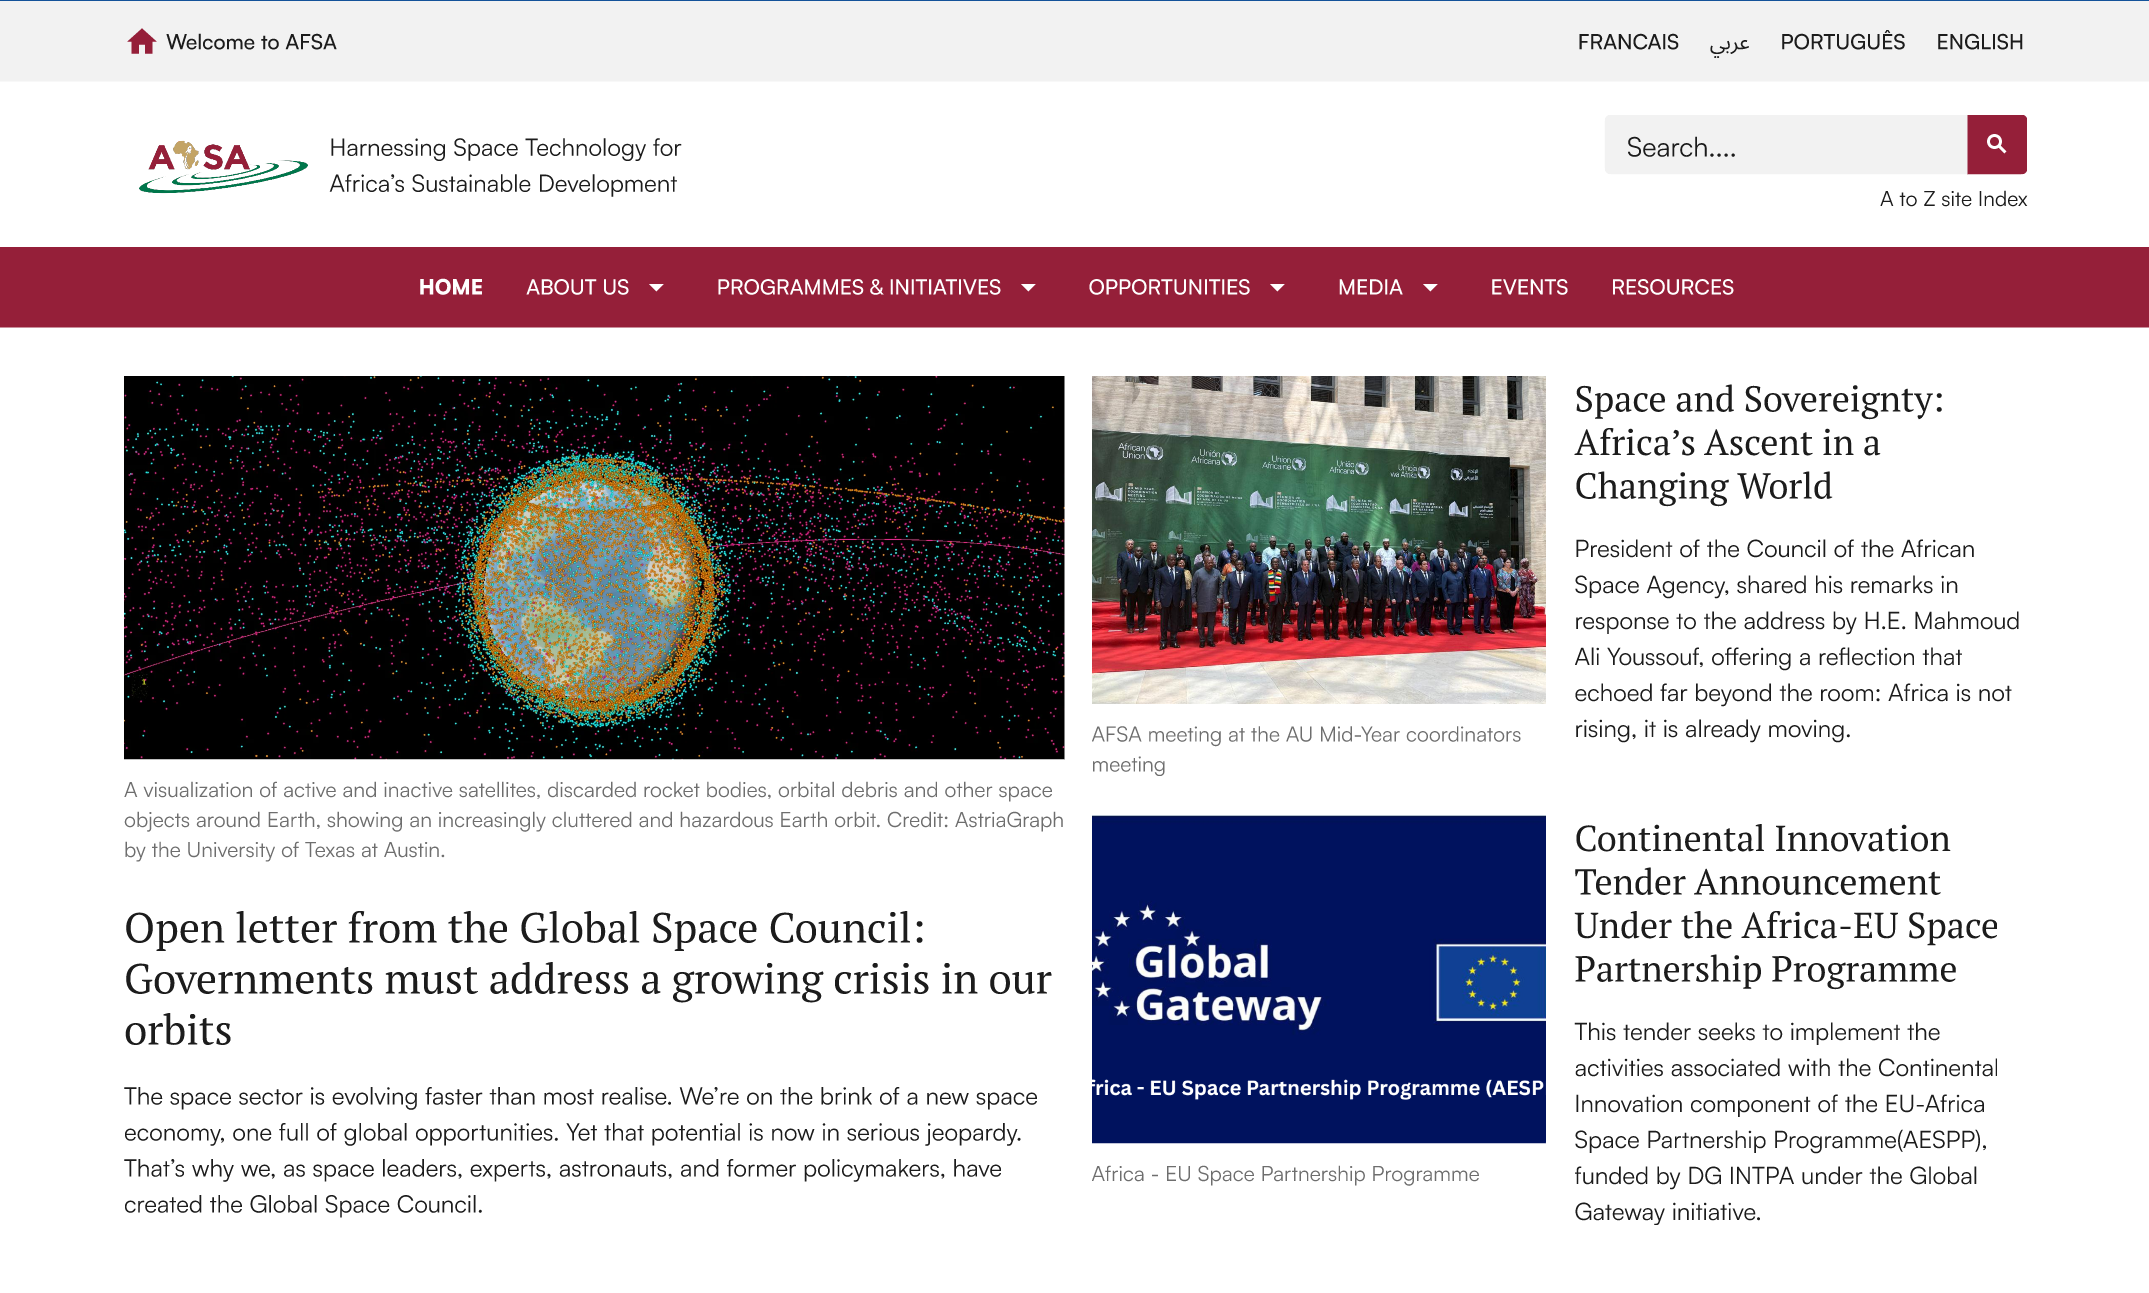 Welcome to AFSA
FRANCAIS
عربي
PORTUGUÊS
ENGLISH
AFSA
Harnessing Space Technology for
Africa’s Sustainable Development
Search....
A to Z site Index
HOME
ABOUT US
PROGRAMMES & INITIATIVES
OPPORTUNITIES
MEDIA
EVENTS
RESOURCES
A visualization of active and inactive satellites, discarded rocket bodies, orbital debris and other space
objects around Earth, showing an increasingly cluttered and hazardous Earth orbit. Credit: AstriaGraph
by the University of Texas at Austin.
Open letter from the Global Space Council:
Governments must address a growing crisis in our
orbits
The space sector is evolving faster than most realise. We’re on the brink of a new space
economy, one full of global opportunities. Yet that potential is now in serious jeopardy.
That’s why we, as space leaders, experts, astronauts, and former policymakers, have
created the Global Space Council.
African
Union
Unión
Africana
Union
Africaine
União
Africana
Umoja
wa Afrika
AFSA meeting at the AU Mid-Year coordinators
meeting
Space and Sovereignty:
Africa’s Ascent in a
Changing World
President of the Council of the African
Space Agency, shared his remarks in
response to the address by H.E. Mahmoud
Ali Youssouf, offering a reflection that
echoed far beyond the room: Africa is not
rising, it is already moving.
Global
Gateway
frica - EU Space Partnership Programme (AESP
Africa - EU Space Partnership Programme
Continental Innovation
Tender Announcement
Under the Africa-EU Space
Partnership Programme
This tender seeks to implement the
activities associated with the Continental
Innovation component of the EU-Africa
Space Partnership Programme(AESPP),
funded by DG INTPA under the Global
Gateway initiative.